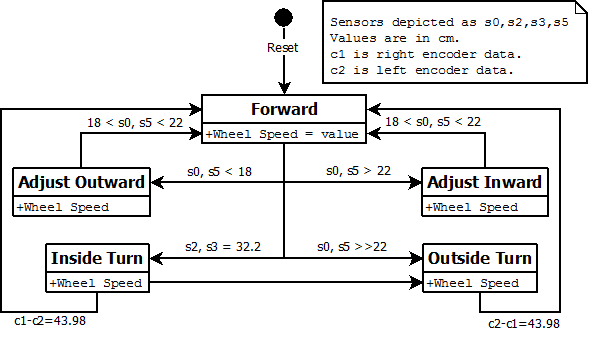 Sensors depicted as s0,s2,s3,s5
Values are in cm.
c1 is right encoder data.
c2 is left encoder data.
Reset
Forward
+Wheel Speed = value
18 < s0, s5 < 22
18 < s0, s5 < 22
Adjust Outward
+Wheel Speed
s0, s5 < 18
s0, s5 > 22
Adjust Inward
+Wheel Speed
Inside Turn
+Wheel Speed
s2, s3 = 32.2
s0, s5 >>22
Outside Turn
+Wheel Speed
c1-c2=43.98
c2-c1=43.98